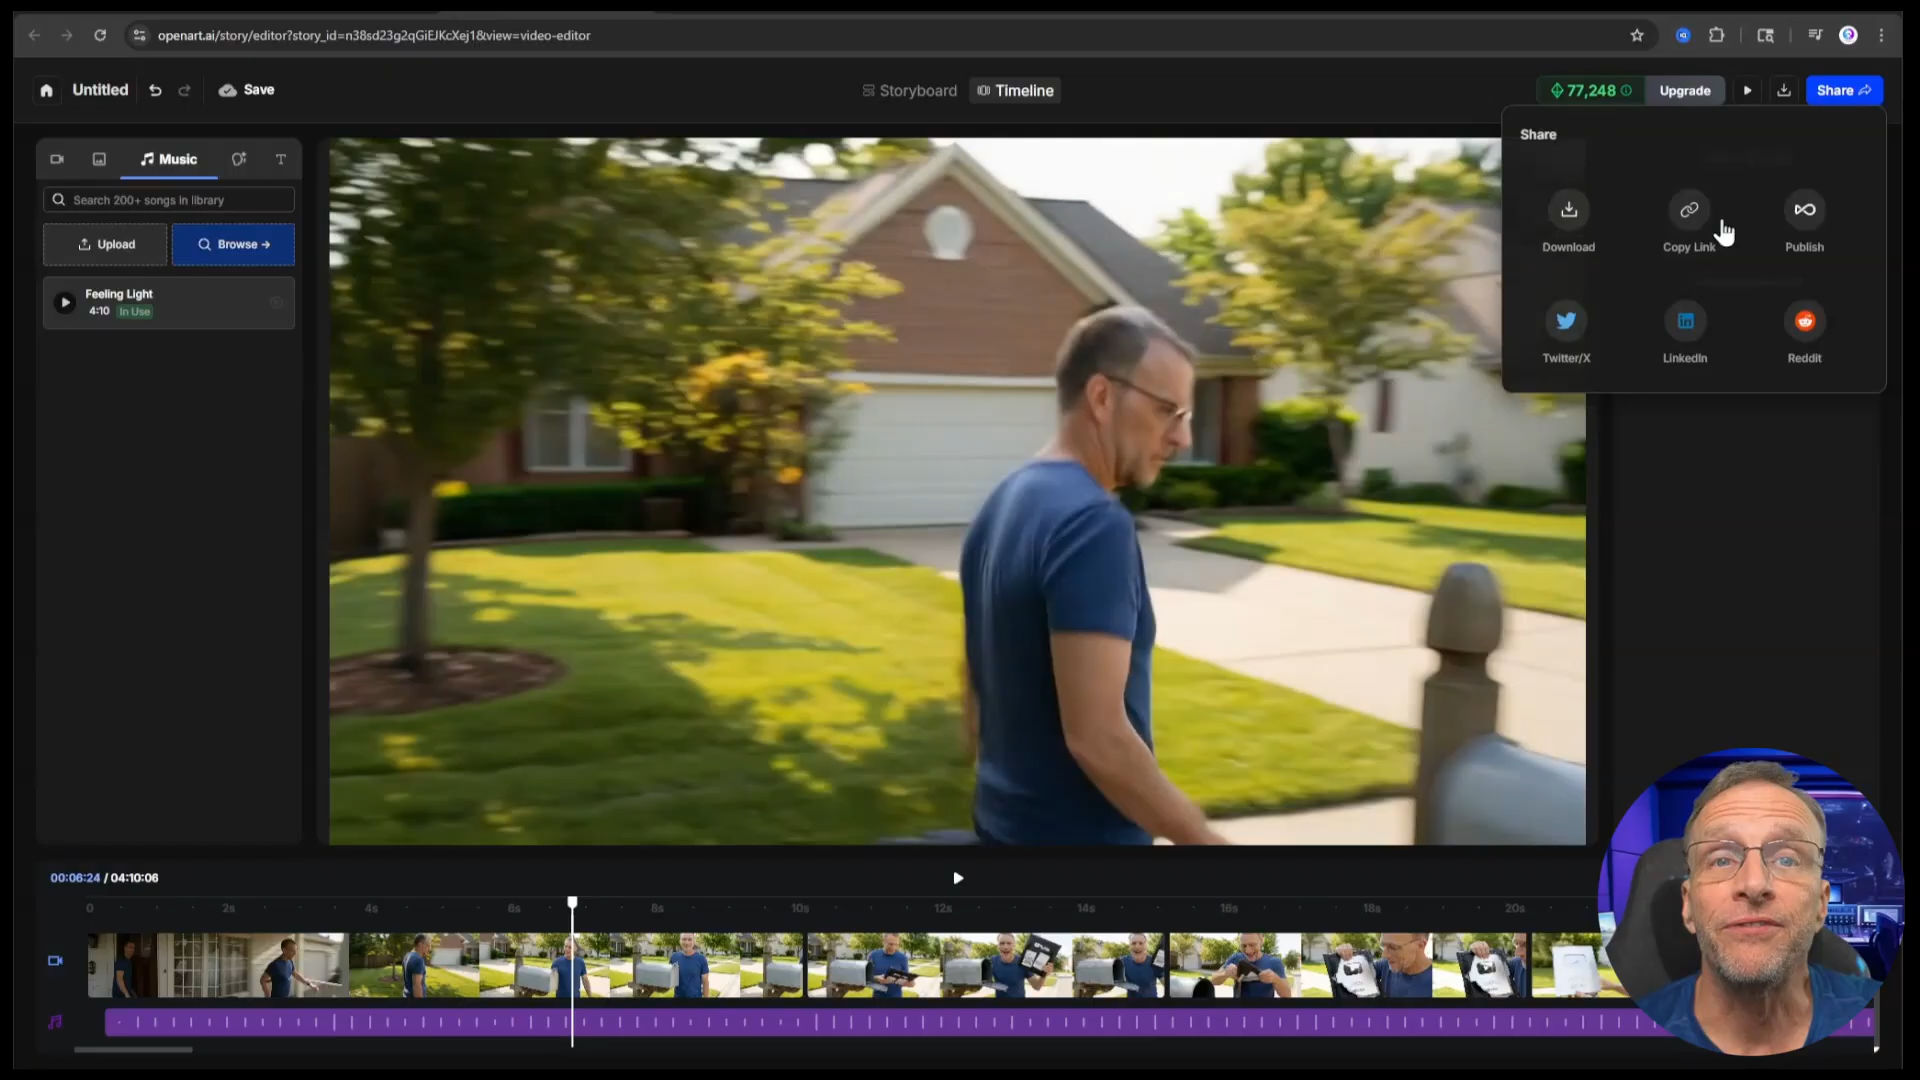 openart.ai/story/editor?story_id=n38sd23g2qGiEJKcXej1&view=video-editor
Untitled
Save
Storyboard
Timeline
77,248
Upgrade
Share
Share
Download
Copy Link
Publish
Twitter/X
LinkedIn
Reddit
Music
T
Search 200+ songs in library
Upload
Browse →
Feeling Light
4:10 In Use
00:06:24 / 04:10:06
0 2s 4s 6s 8s 10s 12s 14s 16s 18s 20s